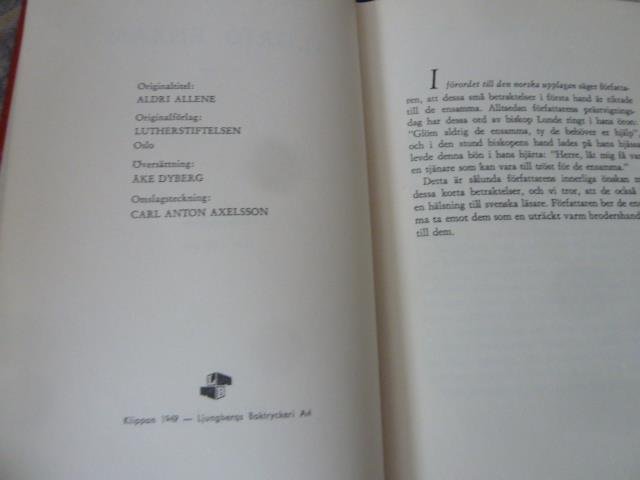 Originaltitel:
ALDRI ALLENE
Originalförlag:
LUTHERSTIFTELSEN
Oslo
Översättning:
ÅKE DYBERG
Omslagsteckning:
CARL ANTON AXELSSON
Klippan 1949 — Ljungbergs Boktryckeri AB
I förordet till den norska upplagan säger författa-
ren, att dessa små betraktelser i första hand är riktade
till de ensamma. Alltsedan författarens prästvignings-
dag har dessa ord av biskop Lunde ringt i hans öron:
"Glöm aldrig de ensamma, ty de behöver er hjälp"
och i den stund biskopens hand lades på hans hjässa
levde denna bön i hans hjärta: "Herre, låt mig få va
en tjänare som kan vara till tröst för de ensamma."
Detta är sålunda författarens innerliga önskan m
dessa korta betraktelser, och vi tror, att de också
en hälsning till svenska läsare. Författaren ber de en
ma ta emot dem som en uträckt varm brodershand
till dem.